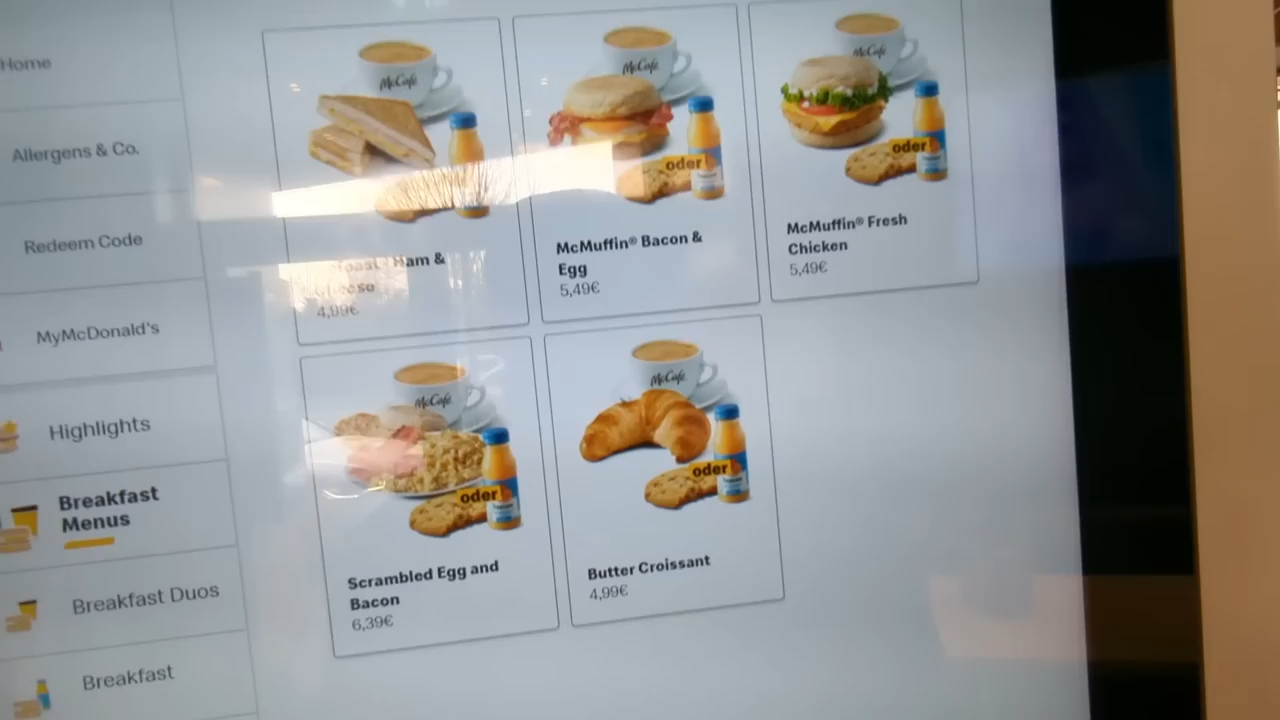 Home
Allergens & Co.
Redeem Code
MyMcDonald's
Highlights
Breakfast
Menus
Breakfast Duos
Breakfast
McCafé
Toast Ham &
4,99€
McCafé
oder
McMuffin® Bacon &
Egg
5,49€
McCafé
oder
McMuffin® Fresh
Chicken
5,49€
McCafé
oder
Scrambled Egg and
Bacon
6,39€
McCafé
oder
Butter Croissant
4,99€